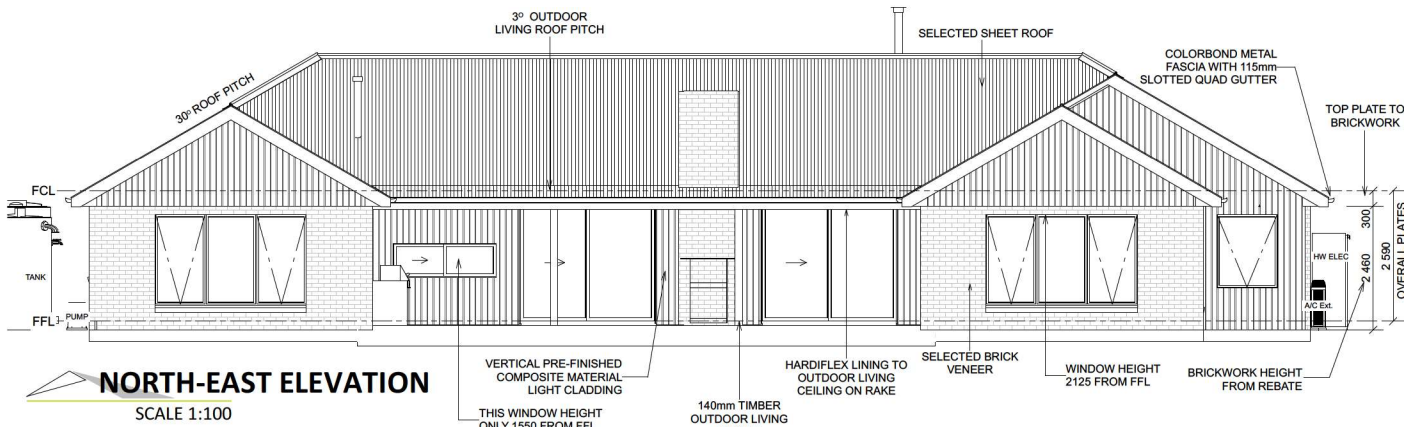 3º OUTDOOR
LIVING ROOF PITCH
SELECTED SHEET ROOF
COLORBOND METAL
FASCIA WITH 115mm
SLOTTED QUAD GUTTER
30º ROOF PITCH
TOP PLATE TO
BRICKWORK
FCL
300
2 460
2 590
OVERALL PLATES
HW ELEC
TANK
A/C Ext.
PUMP
FFL
VERTICAL PRE-FINISHED
COMPOSITE MATERIAL
LIGHT CLADDING
HARDIFLEX LINING TO
OUTDOOR LIVING
CEILING ON RAKE
SELECTED BRICK
VENEER
WINDOW HEIGHT
2125 FROM FFL
BRICKWORK HEIGHT
FROM REBATE
NORTH-EAST ELEVATION
SCALE 1:100
THIS WINDOW HEIGHT
ONLY 1550 FROM FFL
140mm TIMBER
OUTDOOR LIVING